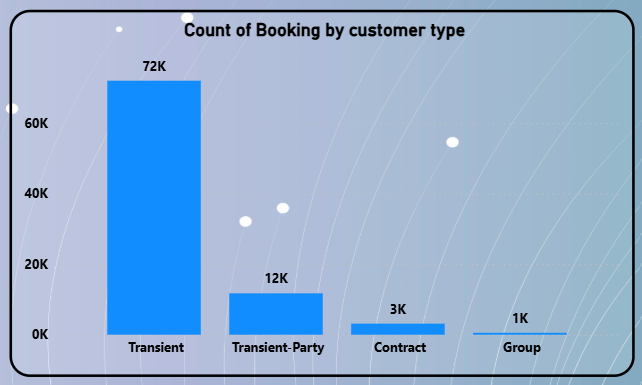 Count of Booking by customer type
72K
60K
40K
20K
12K
3K
1K
0K
Transient Transient-Party Contract Group